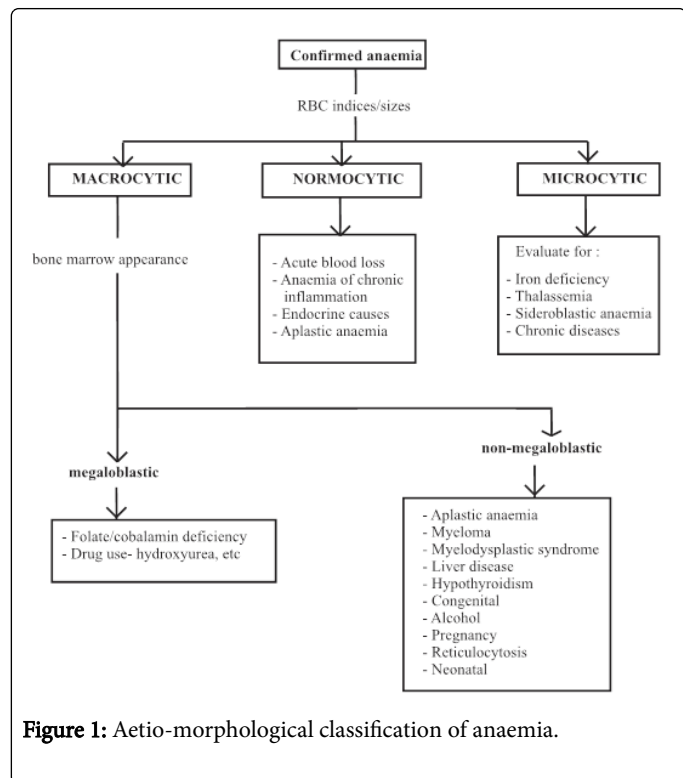 Confirmed anaemia
RBC indices/sizes
MACROCYTIC
NORMOCYTIC
MICROCYTIC
bone marrow appearance
- Acute blood loss
- Anaemia of chronic
inflammation
- Endocrine causes
- Aplastic anaemia
Evaluate for :
- Iron deficiency
- Thalassemia
- Sideroblastic anaemia
- Chronic diseases
megaloblastic
non-megaloblastic
- Folate/cobalamin deficiency
- Drug use- hydroxyurea, etc
- Aplastic anaemia
- Myeloma
- Myelodysplastic syndrome
- Liver disease
- Hypothyroidism
- Congenital
- Alcohol
- Pregnancy
- Reticulocytosis
- Neonatal
Figure 1: Aetio-morphological classification of anaemia.